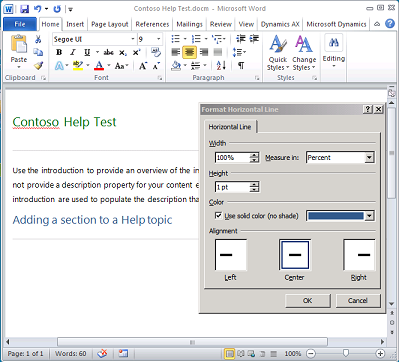 Contoso Help Test.docm - Microsoft Word
File Home Insert Page Layout References Mailings Review View Developer View Dynamics AX Microsoft Dynamics
Segoe UI 9
Paste
Quick Styles
Change Styles
Editing
Clipboard Font Paragraph Styles
Contoso Help Test
Use the introduction to provide an overview of the in
not provide a description property for your content e
introduction are used to populate the description tha
Adding a section to a Help topic
Format Horizontal Line
Horizontal Line
Width
100% Measure in: Percent
Height
1 pt
Color
Use solid color (no shade)
Alignment
Left Center Right
OK Cancel
Page: 1 of 1 Words: 60 100%